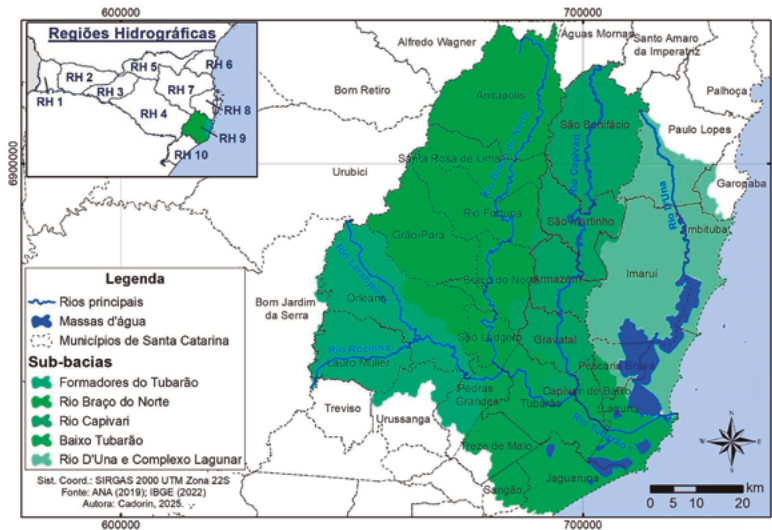 600000
700000
Regiões Hidrográficas
RH 1
RH 2
RH 3
RH 4
RH 5
RH 6
RH 7
RH 8
RH 9
RH 10
6900000
Alfredo Wagner
Águas Mornas
Santo Amaro
da Imperatriz
Palhoça
Bom Retiro
Anitápolis
São Bonifácio
Paulo Lopes
Rio Braço do Norte
Rio Capivari
Santa Rosa de Lima
Urubici
Garopaba
Rio Fortuna
São Martinho
Rio D'Una
Imbituba
Grão-Pará
Rio Laranjeiras
Imaruí
Braço do Norte
Armazém
Orleans
Bom Jardim
da Serra
Gravatal
São Ludgero
Rio Rocinha
Lauro Müller
Pescaria Brava
Pedras
Grandes
Capivari de Baixo
Tubarão
Laguna
Treviso
Urussanga
Rio Tubarão
Treze de Maio
Jaguaruna
Sangão
Legenda
Rios principais
Massas d'água
Municípios de Santa Catarina
Sub-bacias
Formadores do Tubarão
Rio Braço do Norte
Rio Capivari
Baixo Tubarão
Rio D'Una e Complexo Lagunar
Sist. Coord.: SIRGAS 2000 UTM Zona 22S
Fonte: ANA (2019); IBGE (2022)
Autora: Cadorin, 2025.
N
W
E
S
0
10
20
km
600000
700000